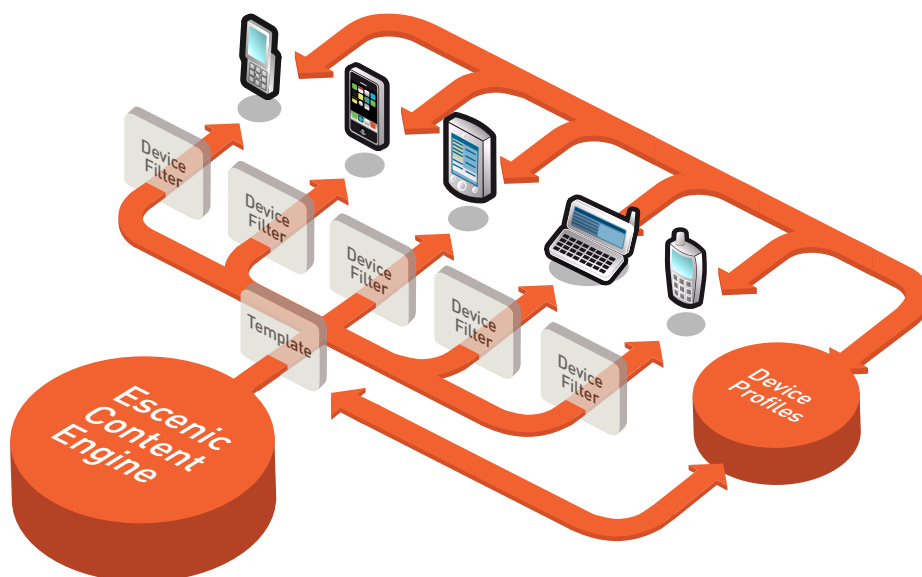 Device
Filter
Device
Filter
Device
Filter
Device
Filter
Device
Filter
Template
Escenic
Content
Engine
Device
Profiles